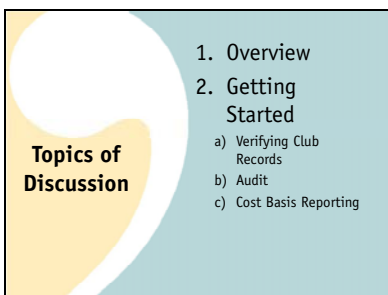 Topics of
Discussion
1. Overview
2. Getting
Started
a) Verifying Club
Records
b) Audit
c) Cost Basis Reporting